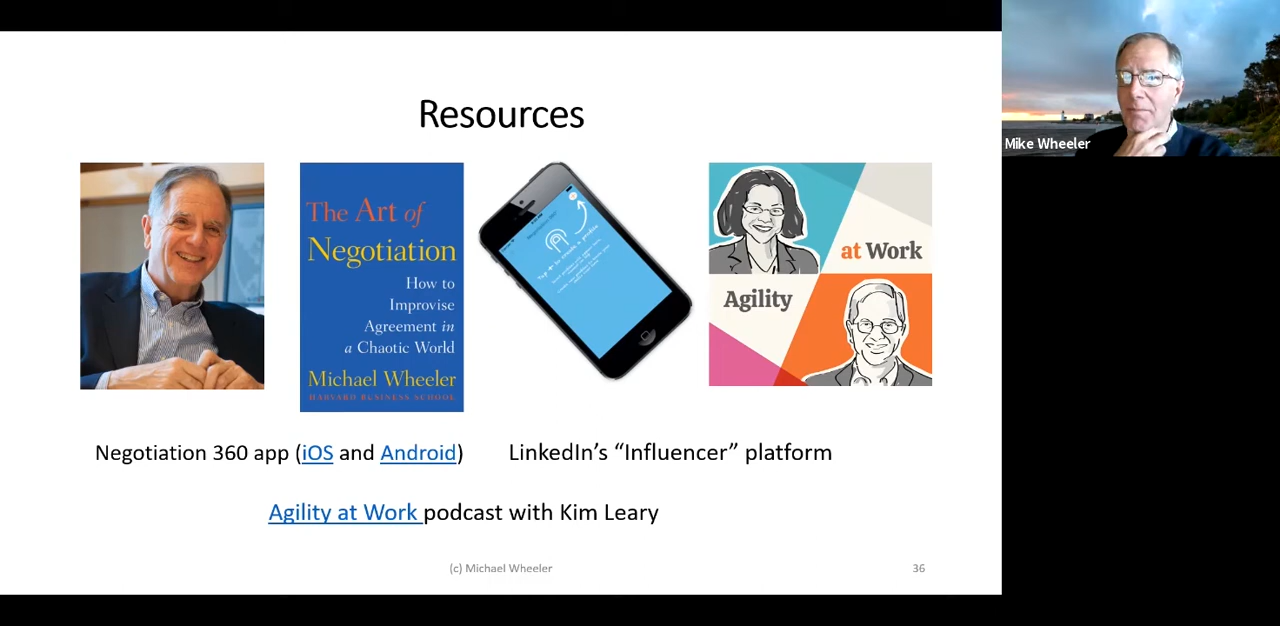 Resources
The Art of
Negotiation
How to
Improvise
Agreement in
a Chaotic World
Michael Wheeler
HARVARD BUSINESS SCHOOL
at Work
Agility
Negotiation 360 app (iOS and Android)
LinkedIn’s “Influencer” platform
Agility at Work podcast with Kim Leary
(c) Michael Wheeler
36
Mike Wheeler